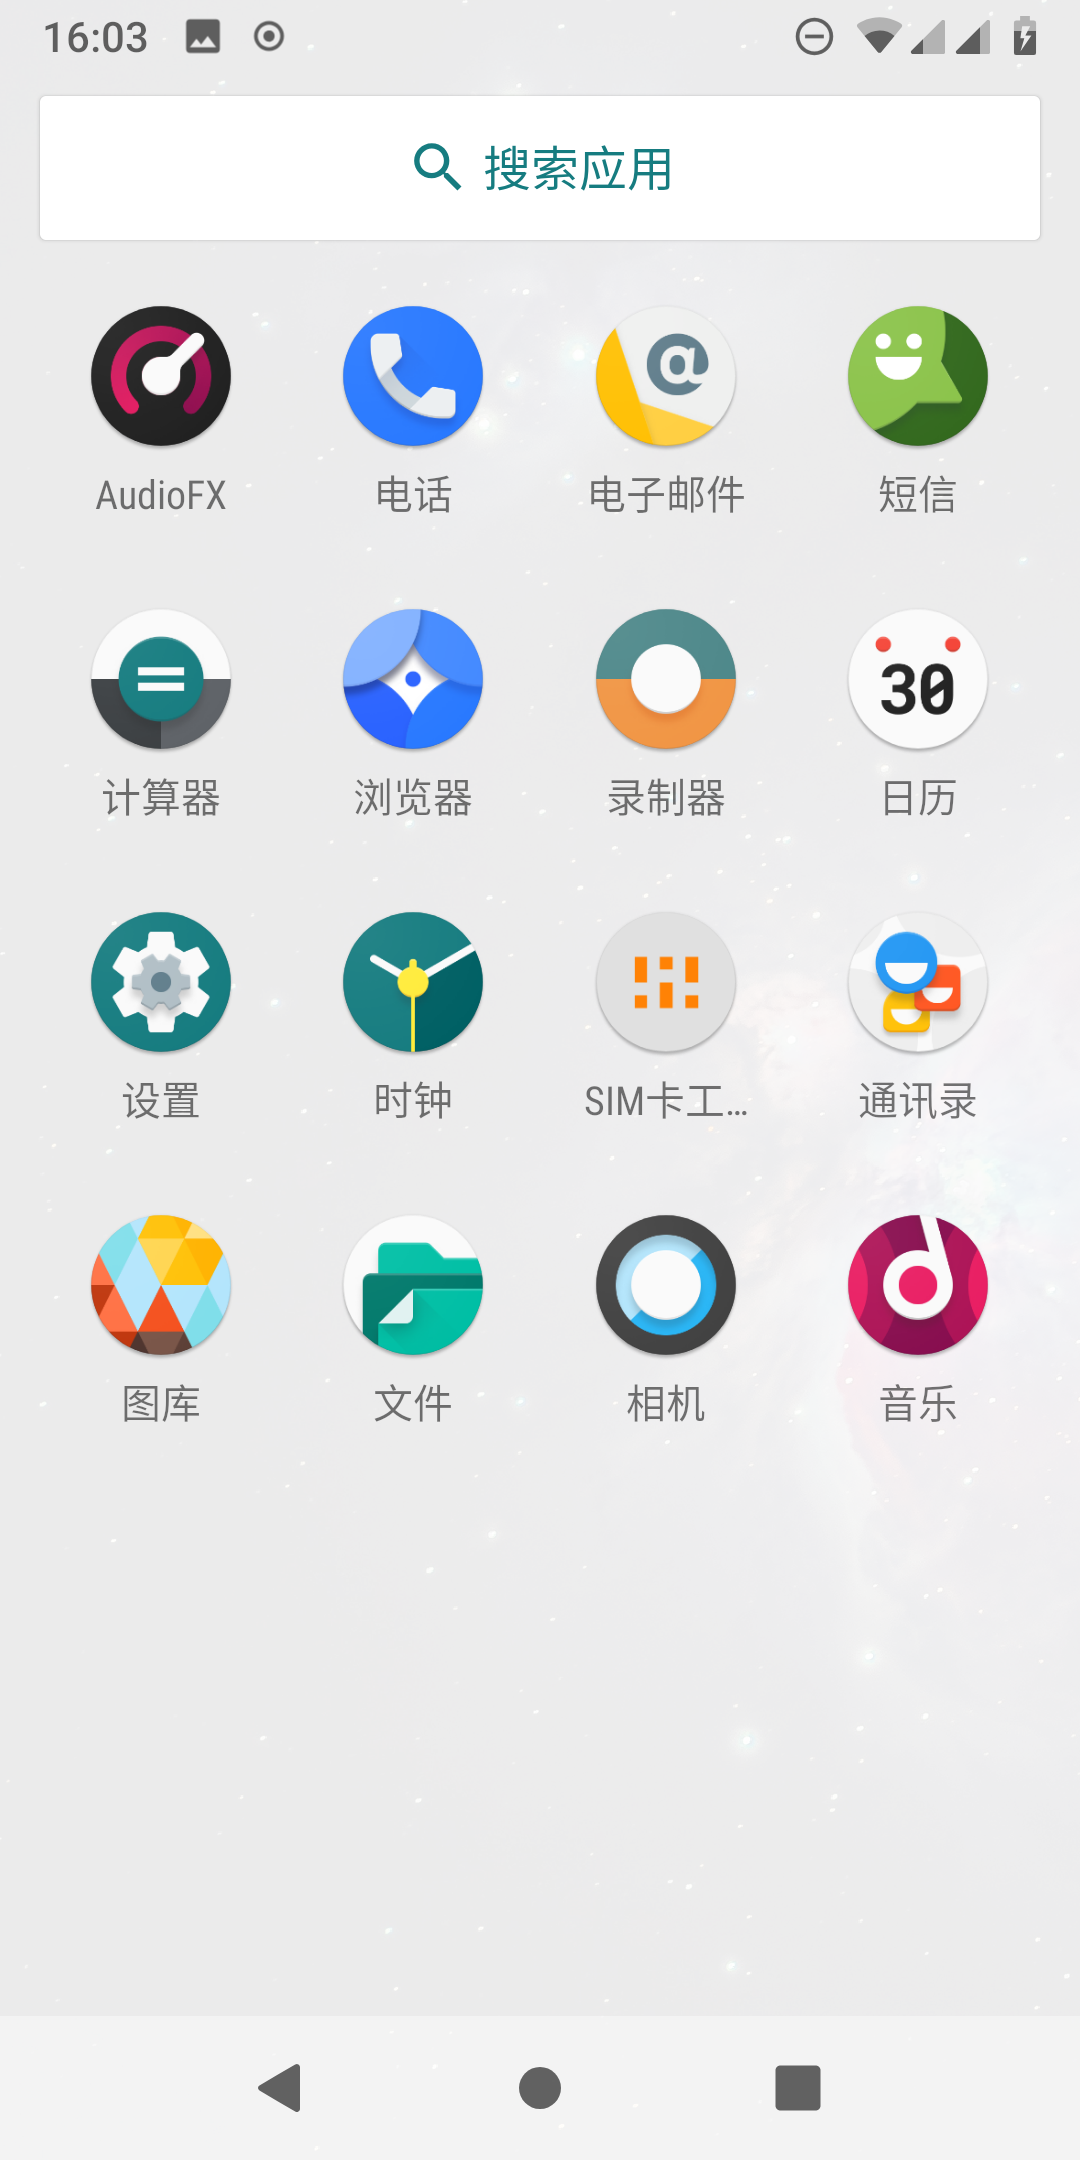 16:03
搜索应用
AudioFX
电话
电子邮件
短信
30
计算器
浏览器
录制器
日历
设置
时钟
SIM卡工...
通讯录
图库
文件
相机
音乐